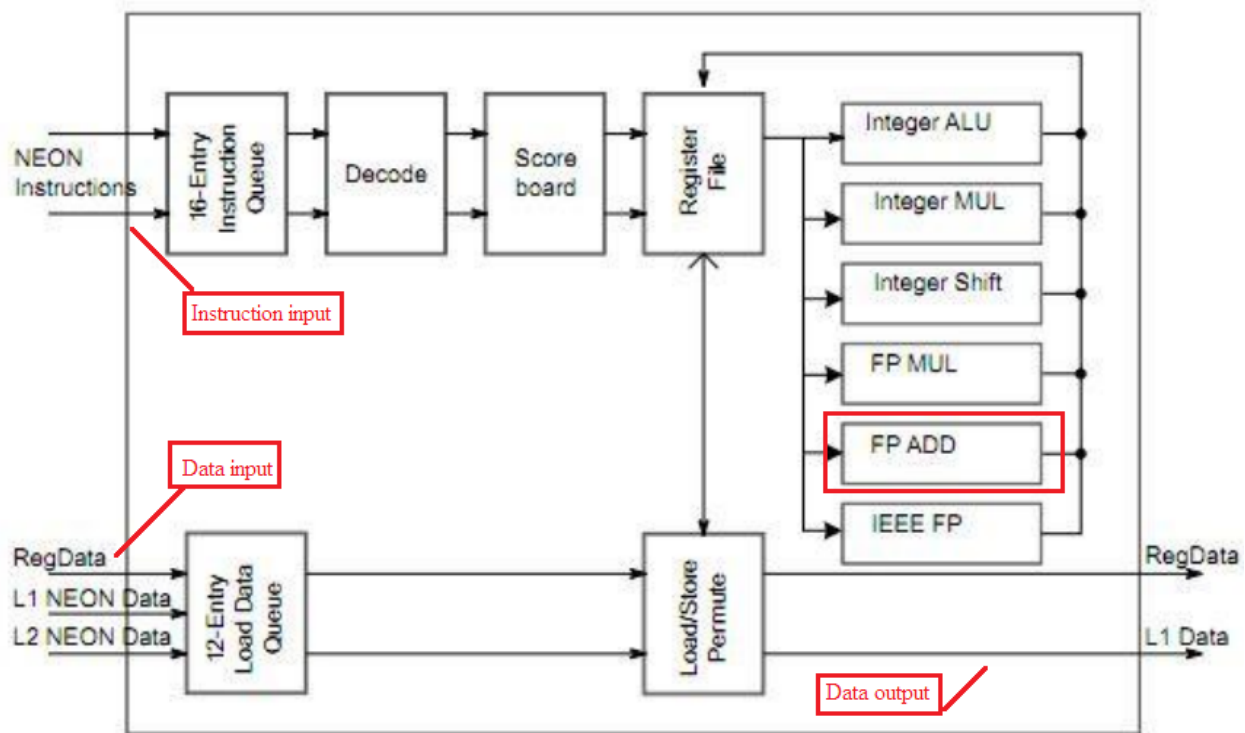 NEON
Instructions
16-Entry
Instruction
Queue
Decode
Score
board
Register
File
Integer ALU
Integer MUL
Integer Shift
FP MUL
FP ADD
IEEE FP
Instruction input
Data input
RegData
L1 NEON Data
L2 NEON Data
12-Entry
Load Data
Queue
Load/Store
Permute
RegData
L1 Data
Data output